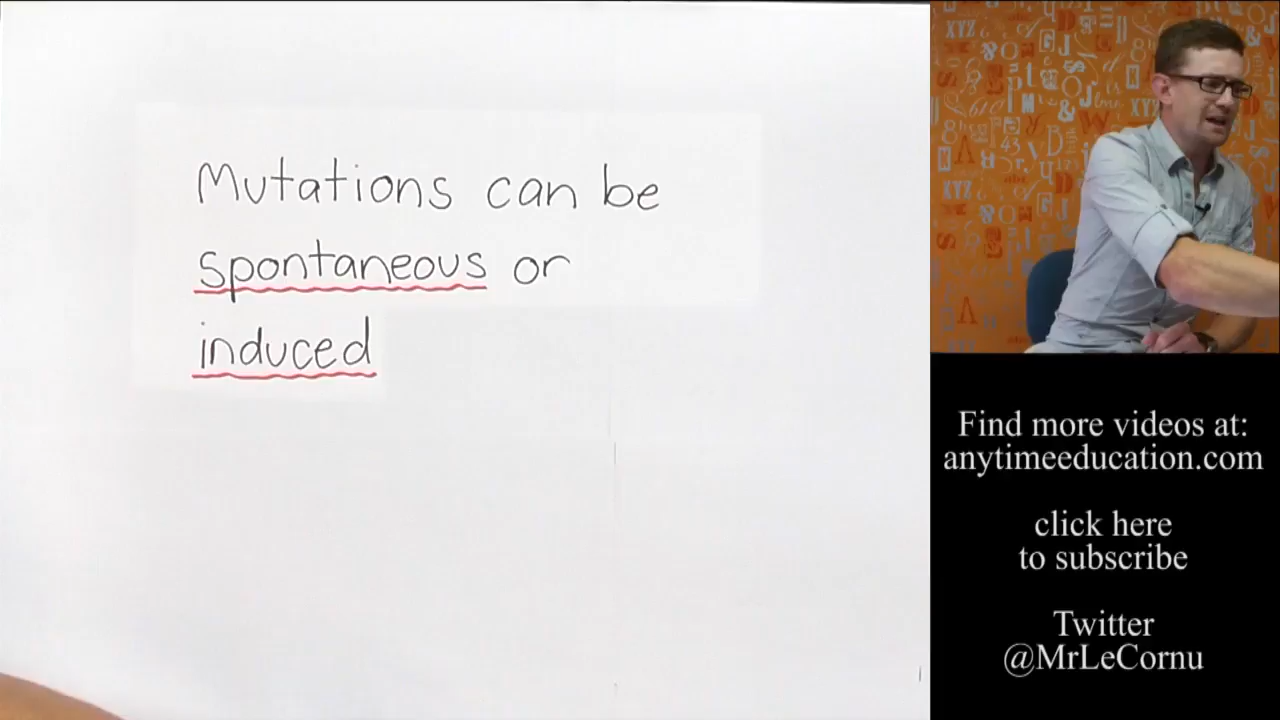 Mutations can be
spontaneous or
induced
Find more videos at:
anytimeeducation.com
click here
to subscribe
Twitter
@MrLeCornu